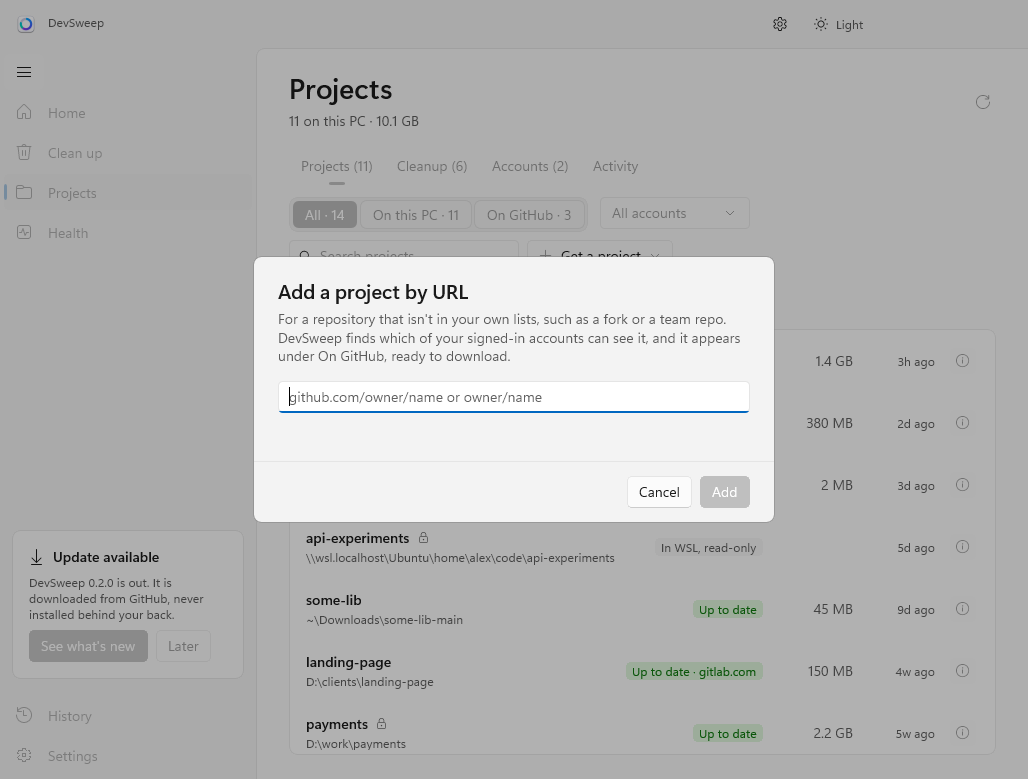 DevSweep
Light
Home
Clean up
Projects
Health
Projects
11 on this PC · 10.1 GB
Projects (11)
Cleanup (6)
Accounts (2)
Activity
All · 14
On this PC · 11
On GitHub · 3
All accounts
Search projects
Get a project
Add a project by URL
For a repository that isn't in your own lists, such as a fork or a team repo.
DevSweep finds which of your signed-in accounts can see it, and it appears
under On GitHub, ready to download.
github.com/owner/name or owner/name
Cancel
Add
1.4 GB
3h ago
380 MB
2d ago
2 MB
3d ago
api-experiments
\\wsl.localhost\Ubuntu\home\alex\code\api-experiments
In WSL, read-only
5d ago
some-lib
~\Downloads\some-lib-main
Up to date
45 MB
9d ago
landing-page
D:\clients\landing-page
Up to date · gitlab.com
150 MB
4w ago
payments
D:\work\payments
Up to date
2.2 GB
5w ago
Update available
DevSweep 0.2.0 is out. It is
downloaded from GitHub, never
installed behind your back.
See what's new
Later
History
Settings